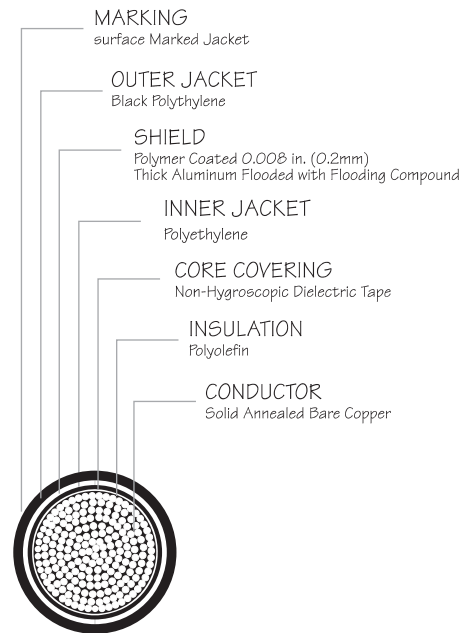 MARKING
surface Marked Jacket
OUTER JACKET
Black Polythylene
SHIELD
Polymer Coated 0.008 in. (0.2mm)
Thick Aluminum Flooded with Flooding Compound
INNER JACKET
Polyethylene
CORE COVERING
Non-Hygroscopic Dielectric Tape
INSULATION
Polyolefin
CONDUCTOR
Solid Annealed Bare Copper